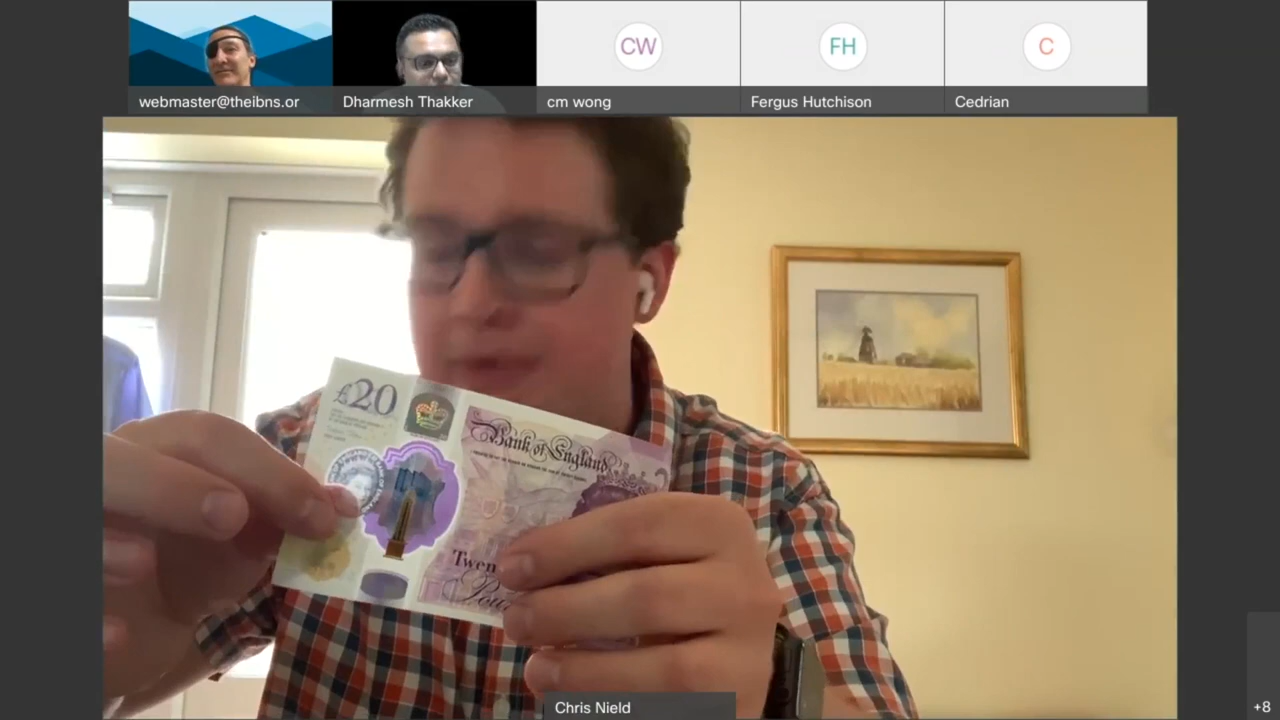 webmaster@theibns.or
Dharmesh Thakker
CW
cm wong
FH
Fergus Hutchison
C
Cedrian
£20
Bank of England
Twen
Pou
Chris Nield
+8